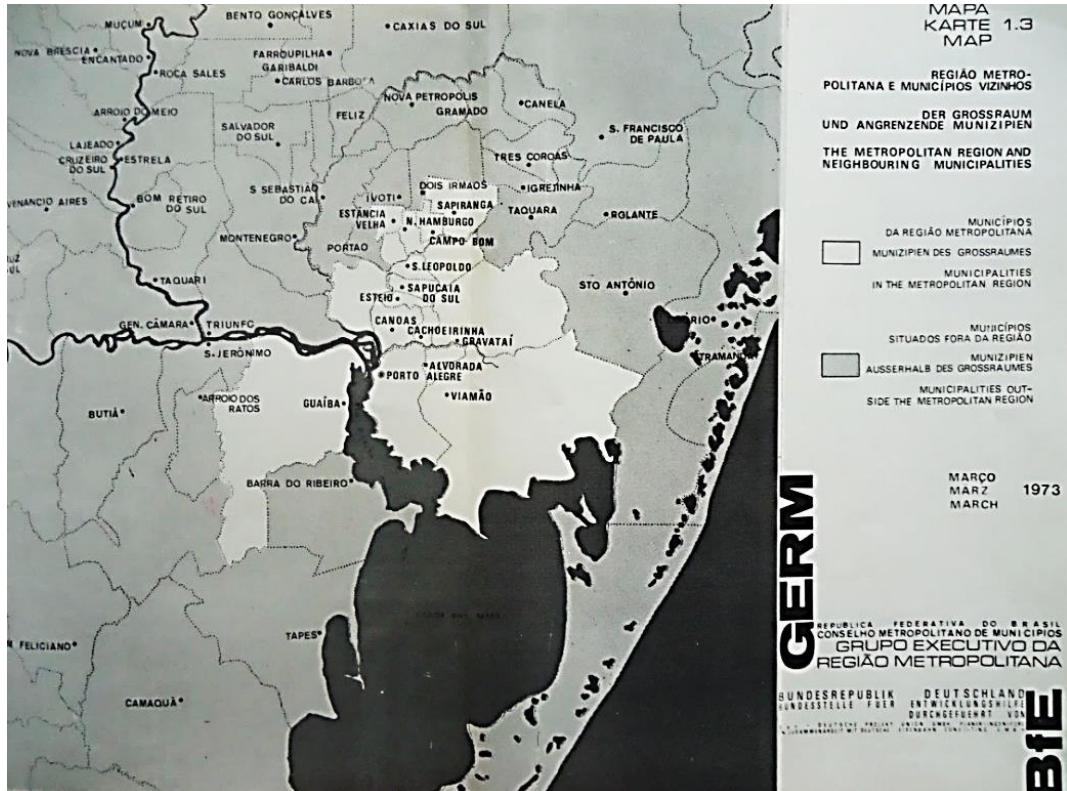 MUÇUM
BENTO GONÇALVES
CAXIAS DO SUL
NOVA BRESCIA
ENCANTADO
FARROUPILHA
GARIBALDI
ROCA SALES
CARLOS BARBOSA
NOVA PETROPOLIS
CANELA
GRAMADO
ARROIO DO MEIO
FELIZ
SALVADOR
DO SUL
S. FRANCISCO
DE PAULA
LAJEADO
CRUZEIRO
DO SUL
ESTRELA
TRES COROAS
S SEBASTIÃO
DO CAI
DOIS IRMAOS
IGREJINHA
VENANCIO AIRES
BOM RETIRO
DO SUL
IVOTI
SAPIRANGA
ESTÂNCIA
VELHA
TAQUARA
ROLANTE
N. HAMBURGO
MONTENEGRO
PORTAO
CAMPO BOM
S. LEOPOLDO
TAQUARI
SAPUCAIA
DO SUL
STO ANTÔNIO
ESTEIO
GEN. CÂMARA
TRIUNFO
CANOAS
CACHOEIRINHA
GRAVATAÍ
S. JERÔNIMO
ALVORADA
PORTO ALEGRE
VIAMÃO
ARROIO DOS
RATOS
GUAÍBA
BUTIÁ
BARRA DO RIBEIRO
TAPES
FELICIANO
CAMAQUÃ
MAPA
KARTE 1.3
MAP
REGIÃO METRO-
POLITANA E MUNICÍPIOS VIZINHOS
DER GROSSRAUM
UND ANGRENZENDE MUNIZIPIEN
THE METROPOLITAN REGION AND
NEIGHBOURING MUNICIPALITIES
MUNICÍPIOS
DA REGIÃO METROPOLITANA
MUNIZIPIEN DES GROSSRAUMES
MUNICIPALITIES
IN THE METROPOLITAN REGION
MUNICÍPIOS
SITUADOS FORA DA REGIÃO
MUNIZIPIEN
AUSSERHALB DES GROSSRAUMES
MUNICIPALITIES OUT-
SIDE THE METROPOLITAN REGION
MARÇO
MARZ 1973
MARCH
GERM
REPUBLICA FEDERATIVA DO BRASIL
CONSELHO METROPOLITANO DE MUNICIPIOS
GRUPO EXECUTIVO DA
REGIÃO METROPOLITANA
BUNDESREPUBLIK DEUTSCHLAND
BUNDESSTELLE FUER ENTWICKLUNGSHILFE
DURCHGEFUEHRT VON
BfE